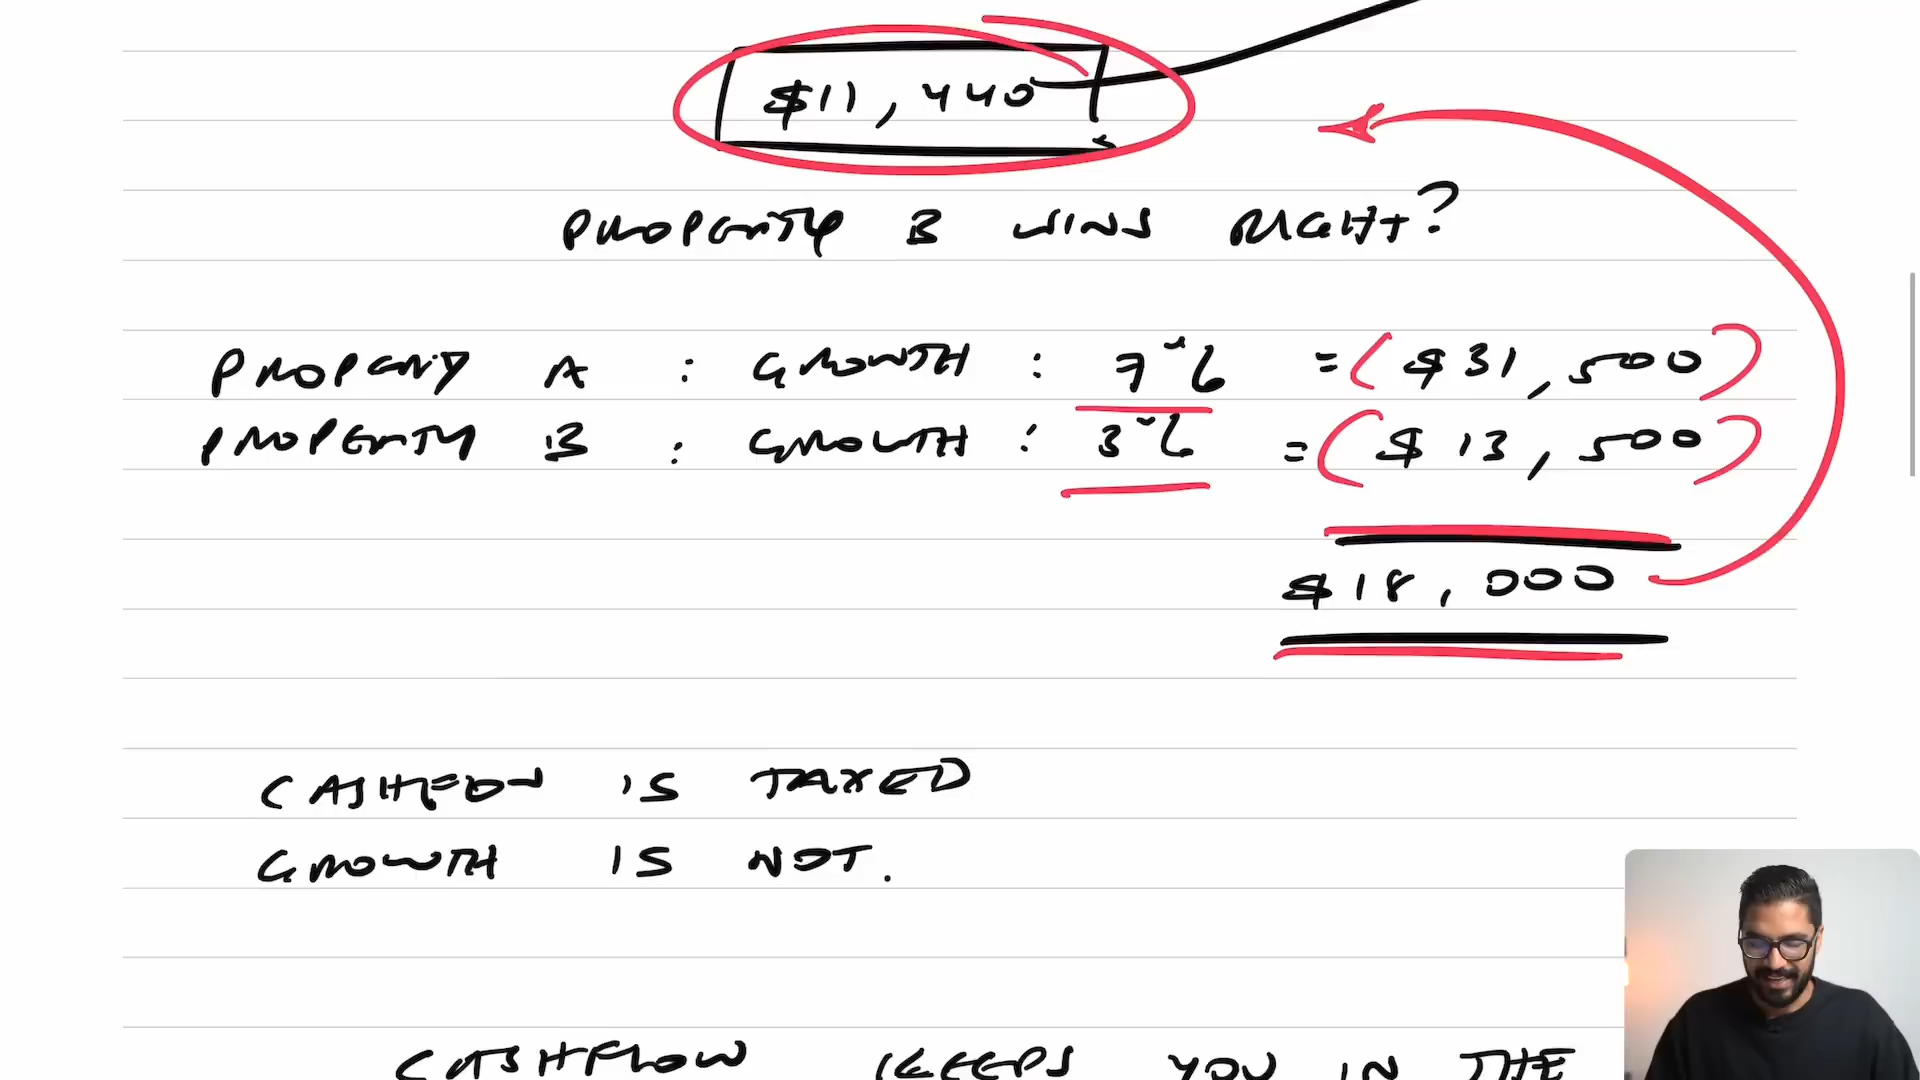 $11,440
PROPERTY B WINS RIGHT?
PROPERTY A : GROWTH : 7% = ($31,500)
PROPERTY B : GROWTH : 3% = ($13,500)
$18,000
CASHFLOW IS TAXED
GROWTH IS NOT.
CASHFLOW KEEPS YOU IN THE